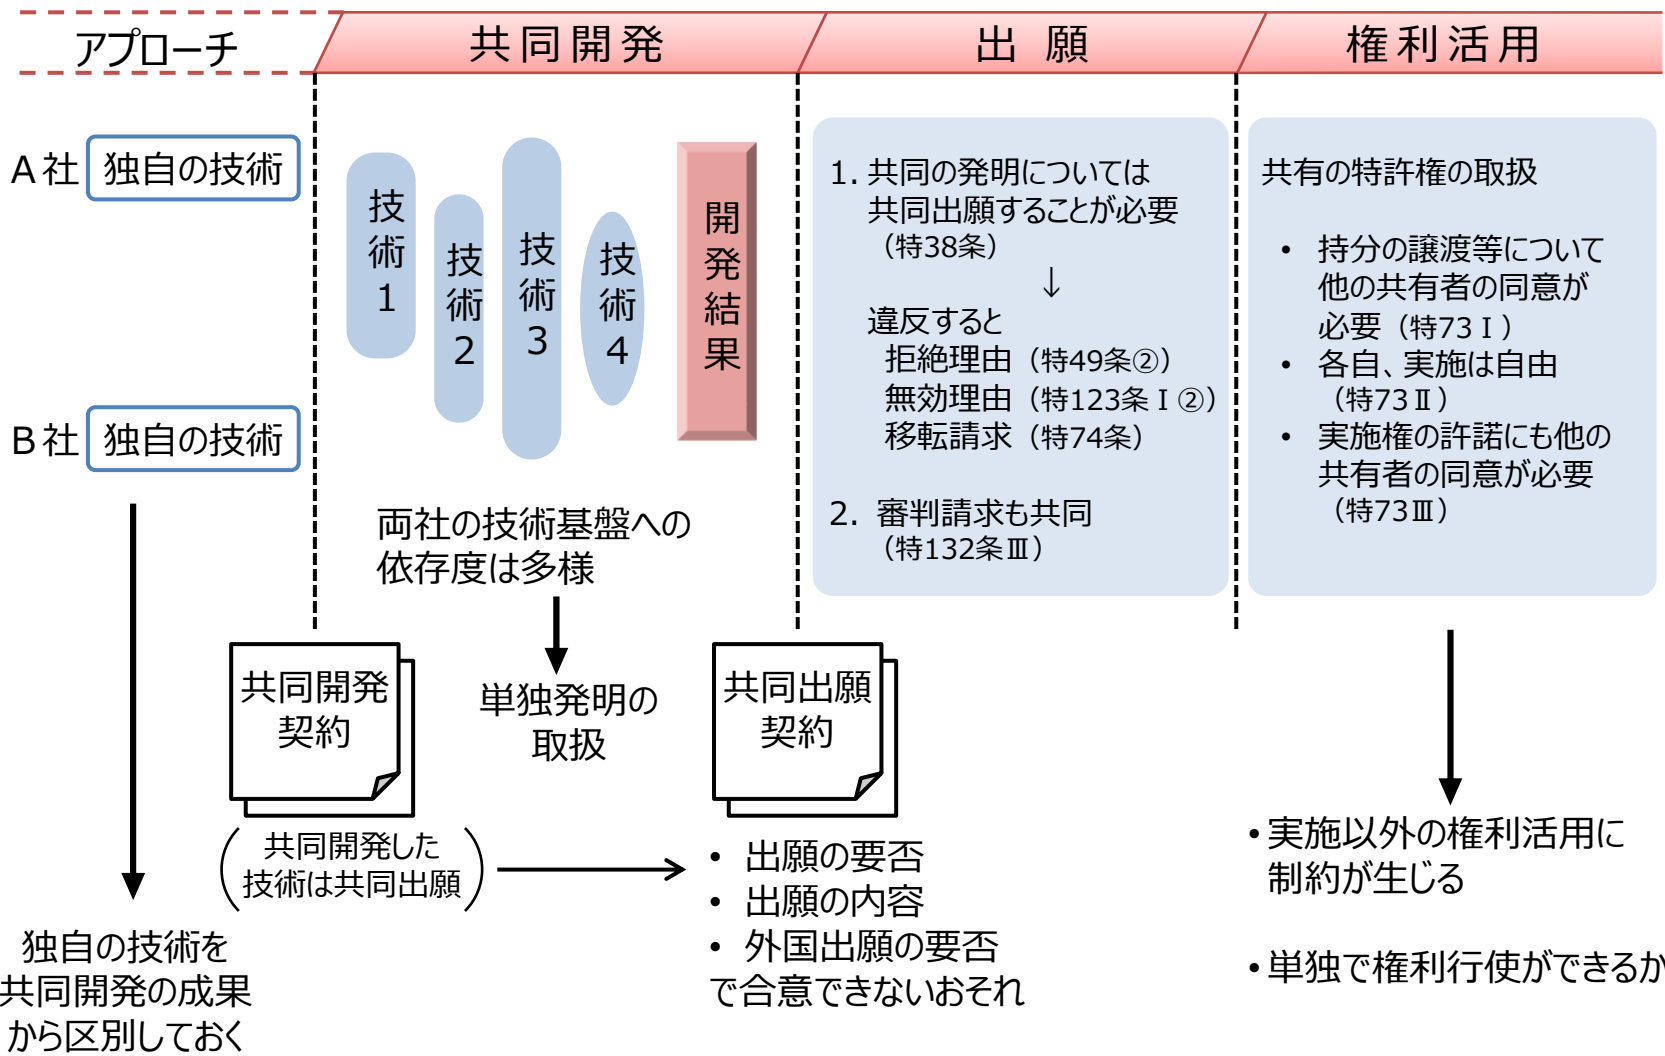 アプローチ
共同開発
出 願
権利活用
A社 独自の技術
B社 独自の技術
技術1
技術2
技術3
技術4
開発結果
両社の技術基盤への
依存度は多様
単独発明の
取扱
1. 共同の発明については
共同出願することが必要
（特38条）
↓
違反すると
拒絶理由（特49条②）
無効理由（特123条Ⅰ②）
移転請求（特74条）
2. 審判請求も共同
（特132条Ⅲ）
共有の特許権の取扱
• 持分の譲渡等について
他の共有者の同意が
必要（特73Ⅰ）
• 各自、実施は自由
（特73Ⅱ）
• 実施権の許諾にも他の
共有者の同意が必要
（特73Ⅲ）
共同開発
契約
共同出願
契約
（共同開発した
技術は共同出願）
• 出願の要否
• 出願の内容
• 外国出願の要否
で合意できないおそれ
• 実施以外の権利活用に
制約が生じる
• 単独で権利行使ができるか
独自の技術を
共同開発の成果
から区別しておく